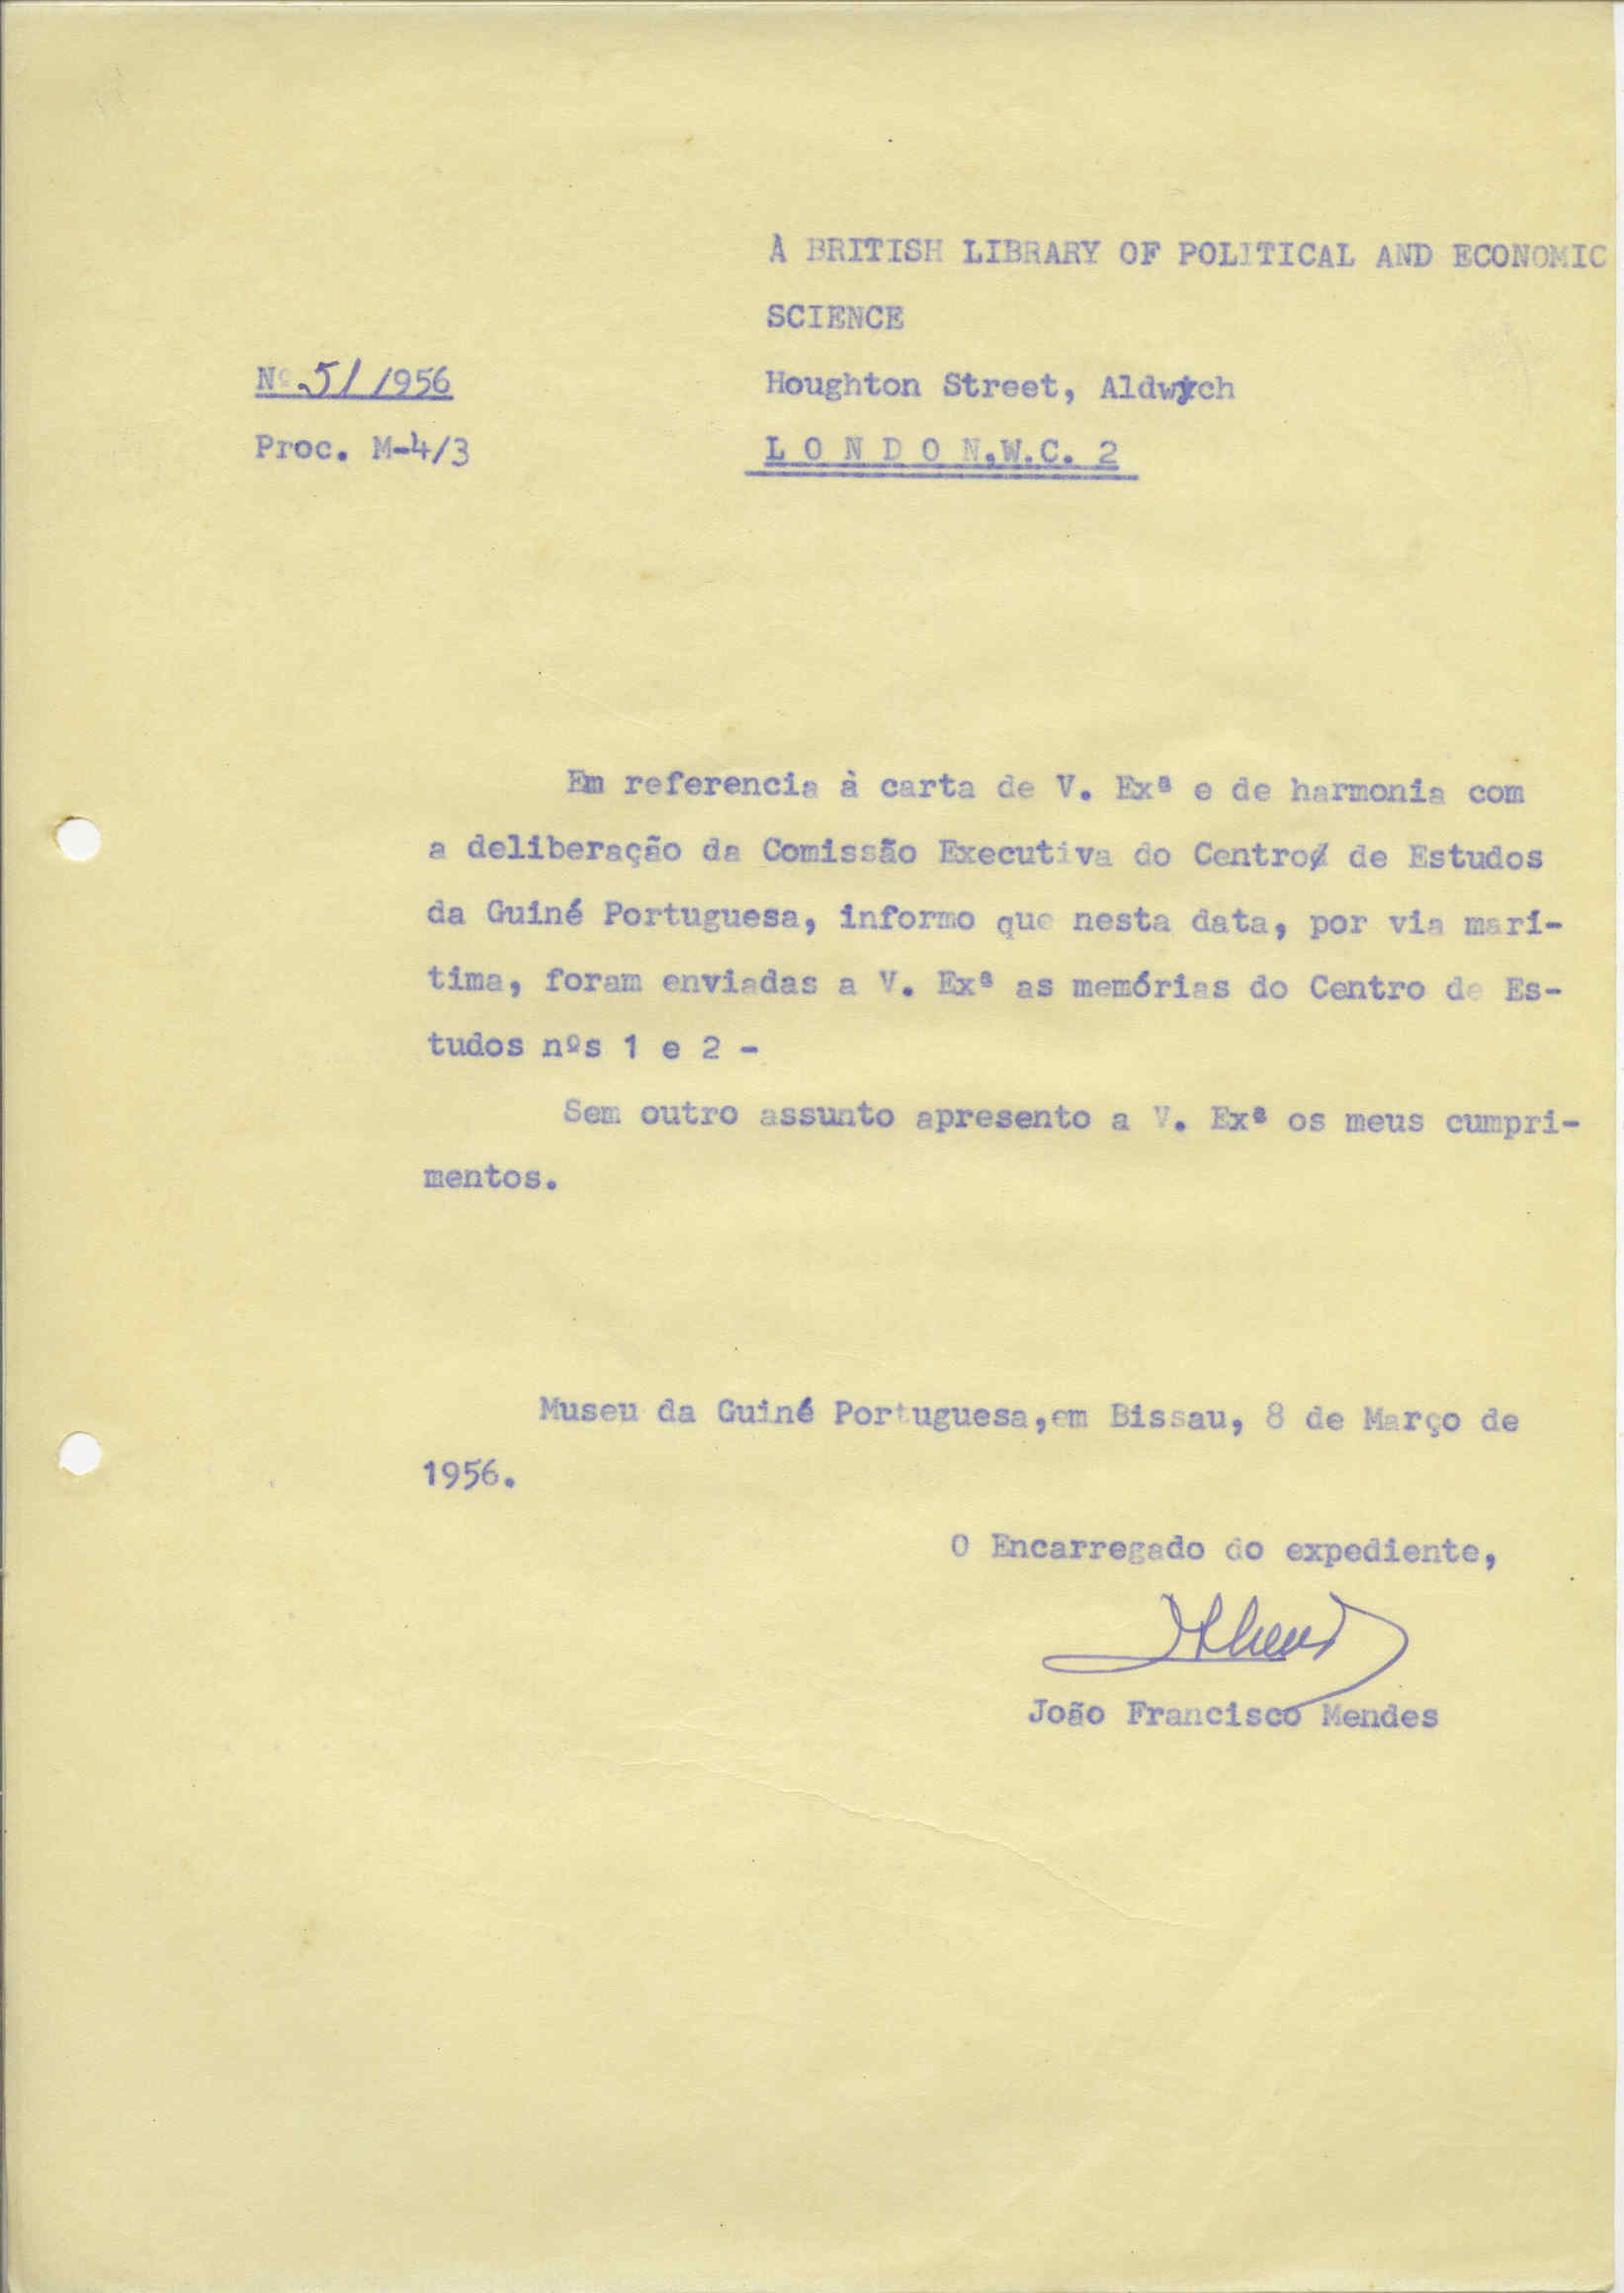 À BRITISH LIBRARY OF POLITICAL AND ECONOMIC
SCIENCE
Nº 51/1956
Houghton Street, Aldwych
Proc. M-4/3
L O N D O N.W.C. 2
Em referencia à carta de V. Exª e de harmonia com
a deliberação da Comissão Executiva do Centro de Estudos
da Guiné Portuguesa, informo que nesta data, por via marí-
tima, foram enviadas a V. Exª as memórias do Centro de Es-
tudos nºs 1 e 2 -
Sem outro assunto apresento a V. Exª os meus cumpri-
mentos.
Museu da Guiné Portuguesa,em Bissau, 8 de Março de
1956.
O Encarregado do expediente,
João Francisco Mendes